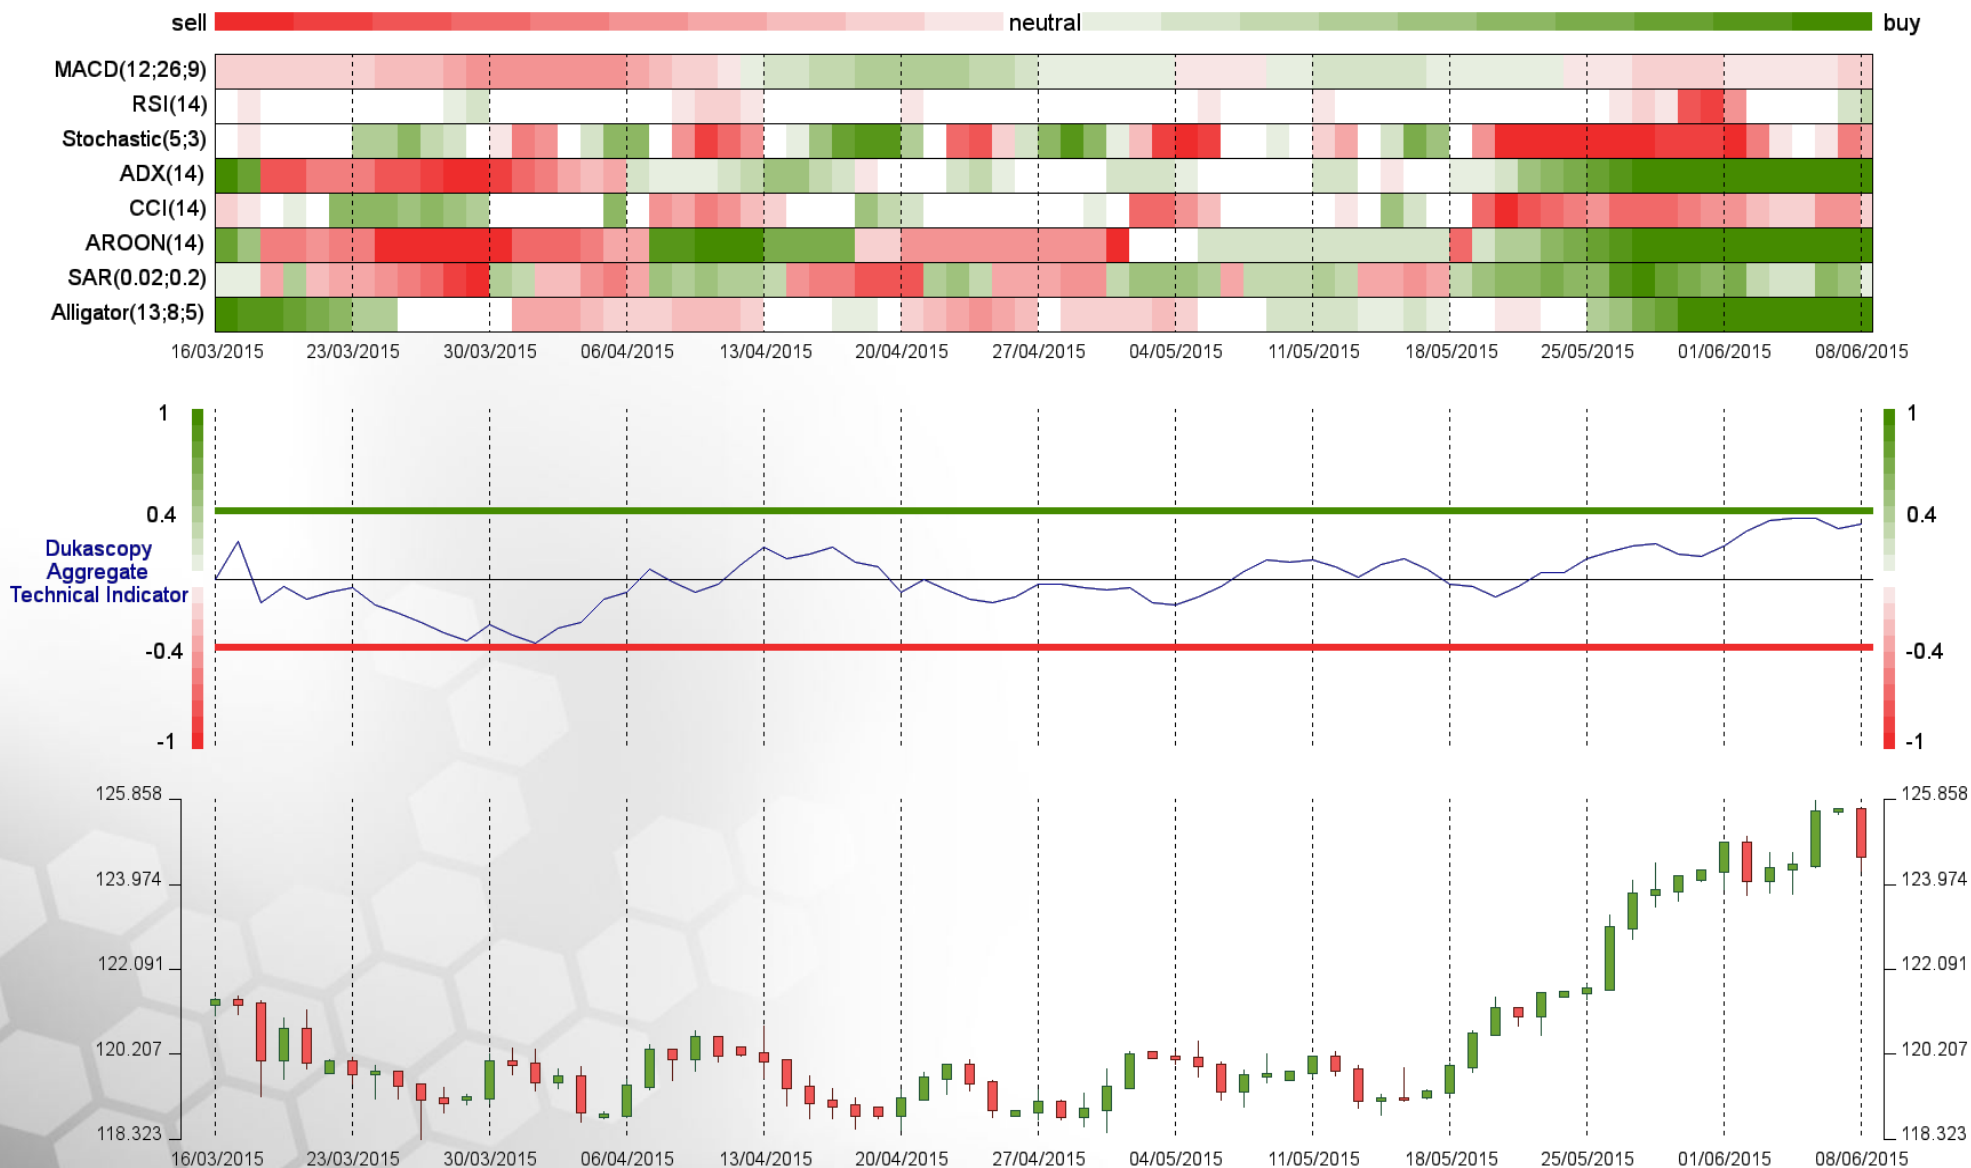 sell neutral buy
MACD(12;26;9)
RSI(14)
Stochastic(5;3)
ADX(14)
CCI(14)
AROON(14)
SAR(0.02;0.2)
Alligator(13;8;5)
16/03/2015 23/03/2015 30/03/2015 06/04/2015 13/04/2015 20/04/2015 27/04/2015 04/05/2015 11/05/2015 18/05/2015 25/05/2015 01/06/2015 08/06/2015
1 1
0.4 0.4
Dukascopy
Aggregate
Technical Indicator
-0.4 -0.4
-1 -1
125.858 125.858
123.974 123.974
122.091 122.091
120.207 120.207
118.323 118.323
16/03/2015 23/03/2015 30/03/2015 06/04/2015 13/04/2015 20/04/2015 27/04/2015 04/05/2015 11/05/2015 18/05/2015 25/05/2015 01/06/2015 08/06/2015